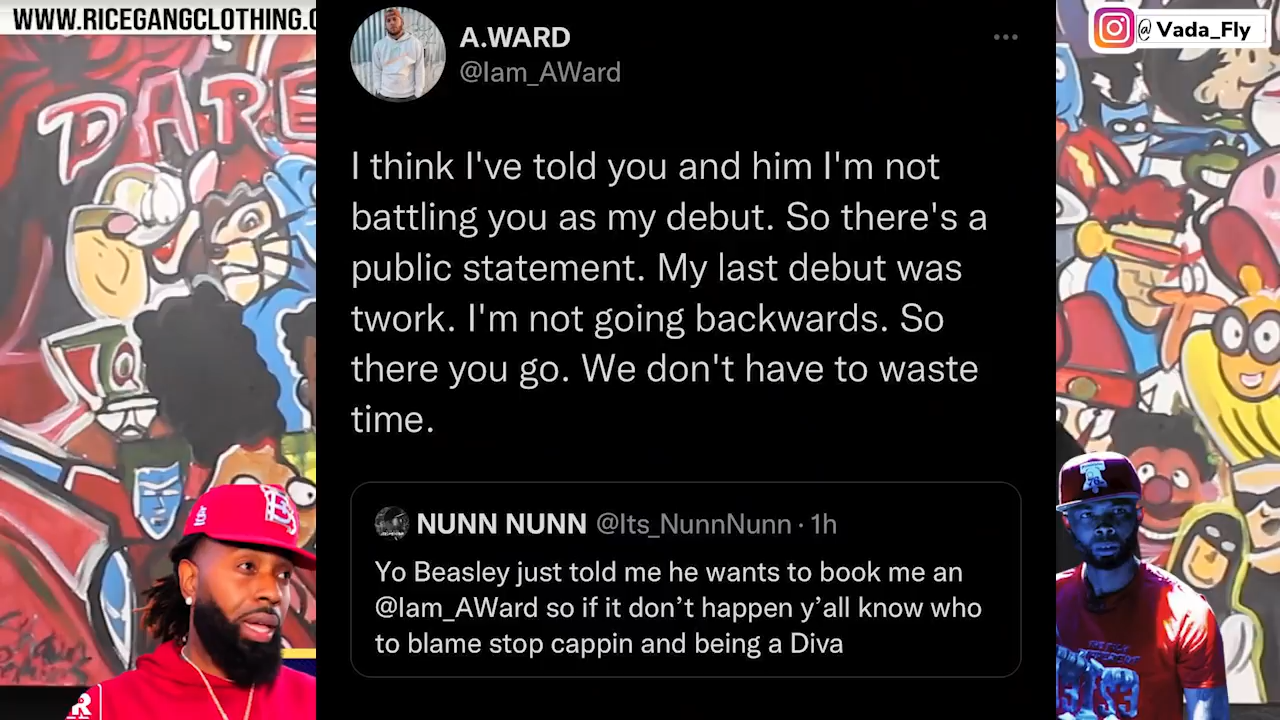 WWW.RICEGANGCLOTHING.
@ Vada_Fly
DARE
A.WARD
@Iam_AWard
I think I've told you and him I'm not
battling you as my debut. So there's a
public statement. My last debut was
twork. I'm not going backwards. So
there you go. We don't have to waste
time.
NUNN NUNN @Its_NunnNunn · 1h
Yo Beasley just told me he wants to book me an
@Iam_AWard so if it don’t happen y’all know who
to blame stop cappin and being a Diva
76